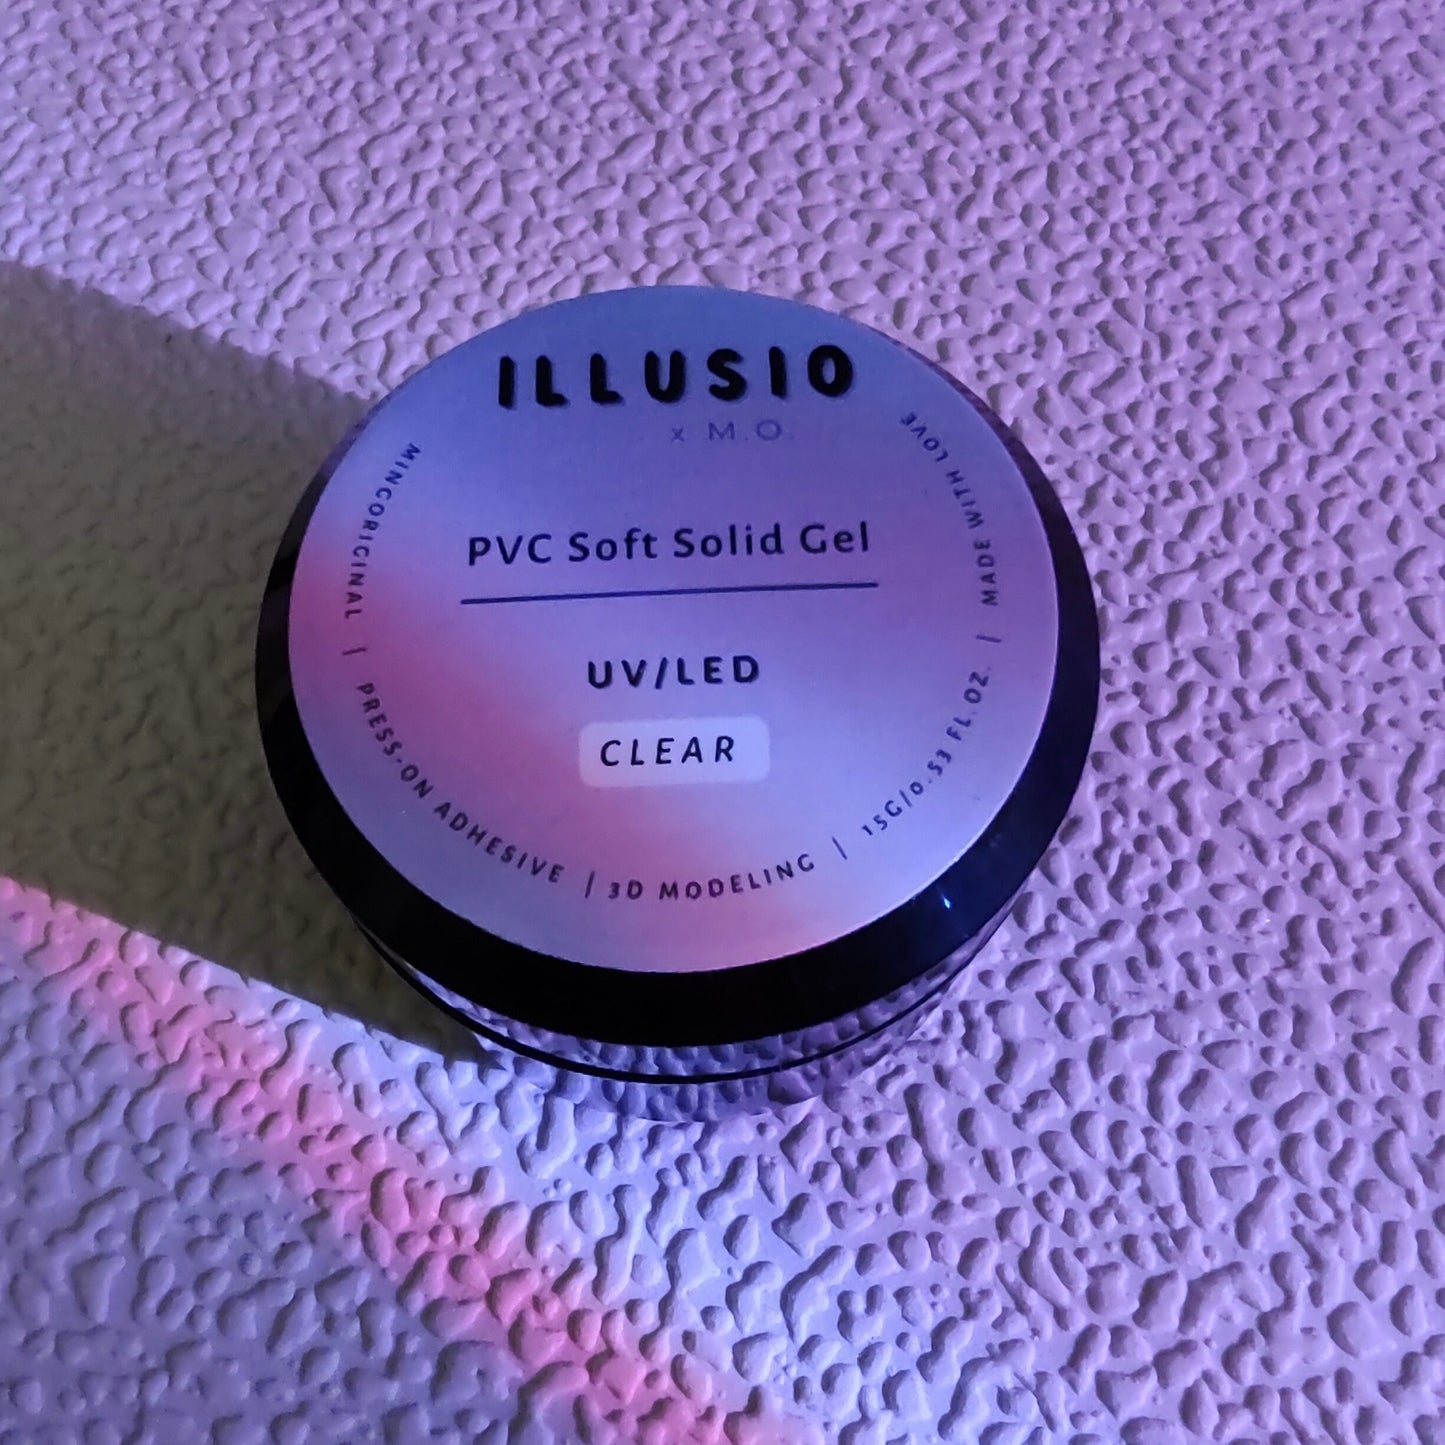 ILLUSIO
x M.O.
PVC Soft Solid Gel
UV/LED
CLEAR
MINCORICINAL | PRESS-ON ADHESIVE | 3D MODELING | 15G/0.53 FL.OZ. | MADE WITH LOVE